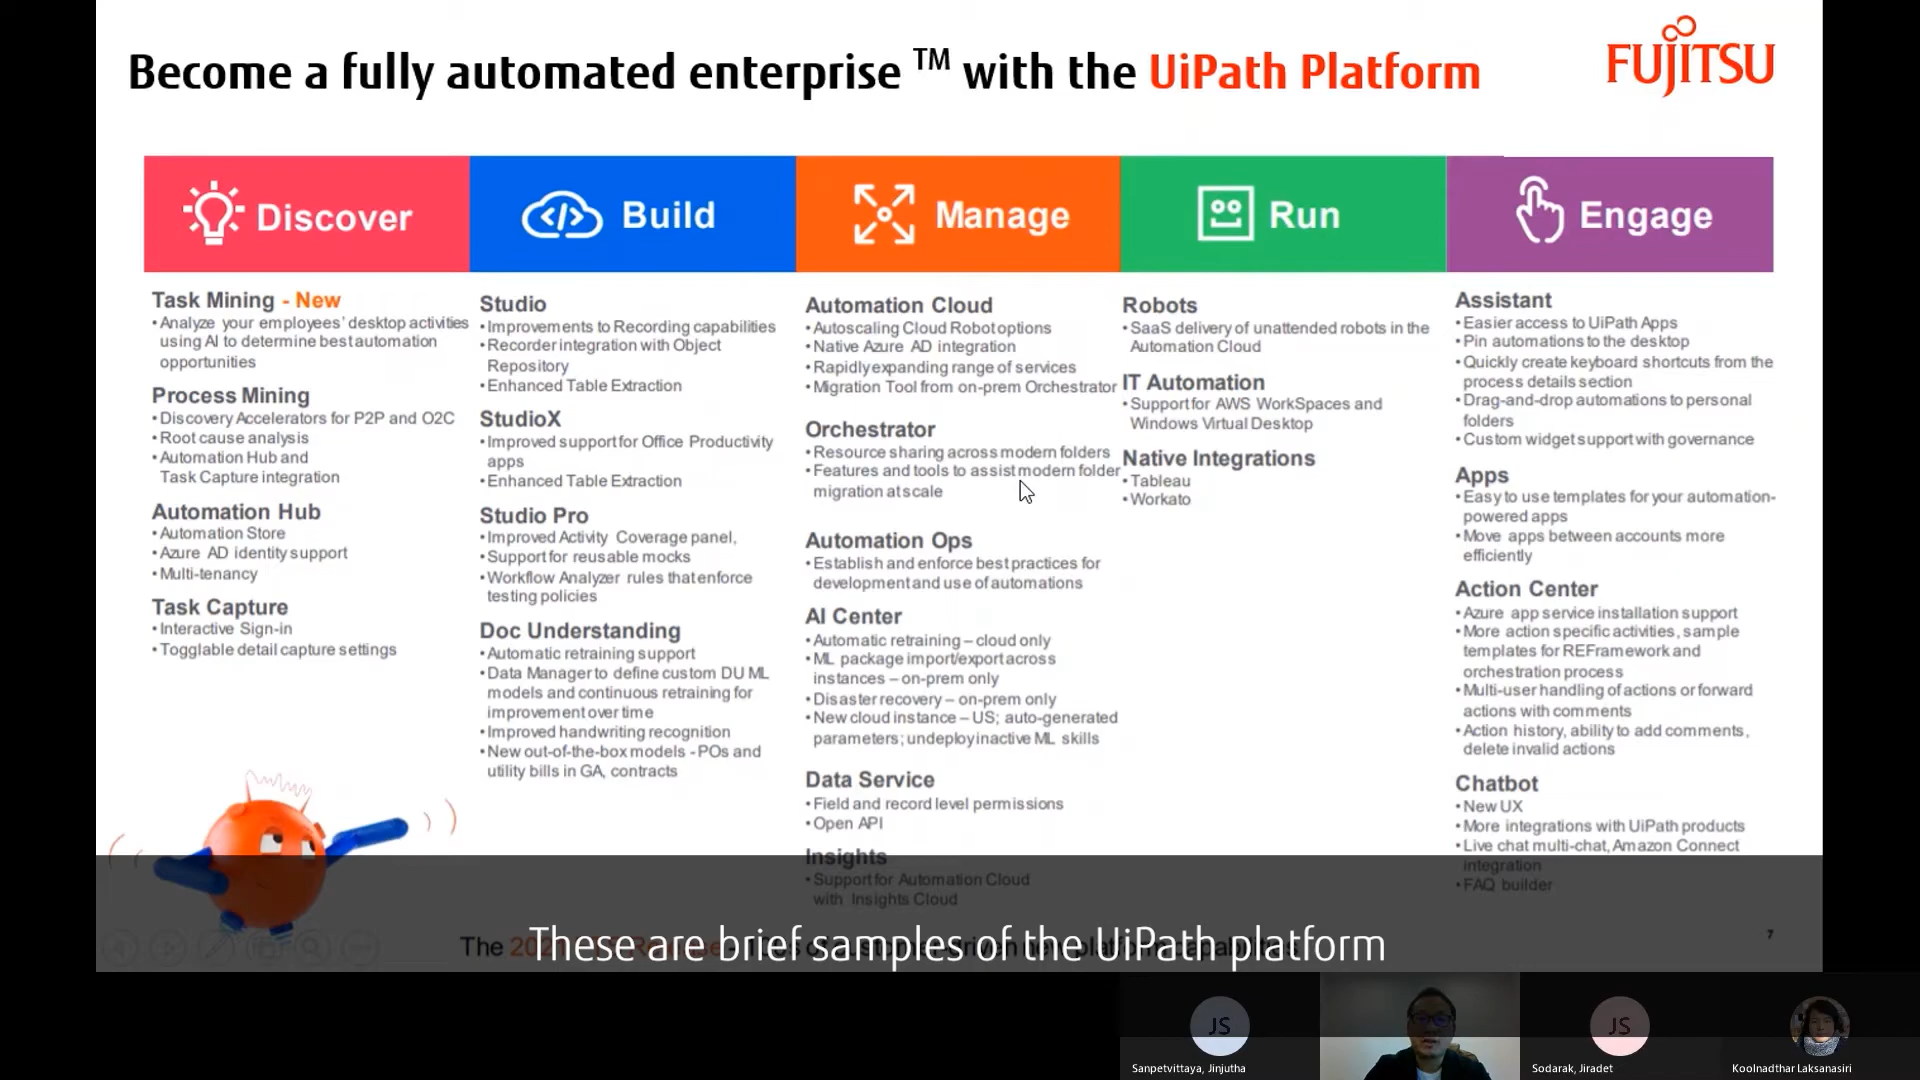 Become a fully automated enterprise TM with the UiPath Platform
FUJITSU
Discover
Build
Manage
Run
Engage
Task Mining - New
• Analyze your employees' desktop activities
using AI to determine best automation
opportunities
Process Mining
• Discovery Accelerators for P2P and O2C
• Root cause analysis
• Automation Hub and
Task Capture integration
Automation Hub
• Automation Store
• Azure AD identity support
• Multi-tenancy
Task Capture
• Interactive Sign-in
• Togglable detail capture settings
Studio
• Improvements to Recording capabilities
• Recorder integration with Object
Repository
• Enhanced Table Extraction
StudioX
• Improved support for Office Productivity
apps
• Enhanced Table Extraction
Studio Pro
• Improved Activity Coverage panel,
• Support for reusable mocks
• Workflow Analyzer rules that enforce
testing policies
Doc Understanding
• Automatic retraining support
• Data Manager to define custom DU ML
models and continuous retraining for
improvement over time
• Improved handwriting recognition
• New out-of-the-box models - POs and
utility bills in GA, contracts
Automation Cloud
• Autoscaling Cloud Robot options
• Native Azure AD integration
• Rapidly expanding range of services
• Migration Tool from on-prem Orchestrator
Orchestrator
• Resource sharing across modern folders
• Features and tools to assist modern folder
migration at scale
Automation Ops
• Establish and enforce best practices for
development and use of automations
AI Center
• Automatic retraining – cloud only
• ML package import/export across
instances – on-prem only
• Disaster recovery – on-prem only
• New cloud instance – US; auto-generated
parameters; undeploy inactive ML skills
Data Service
• Field and record level permissions
• Open API
Insights
• Support for Automation Cloud
with Insights Cloud
Robots
• SaaS delivery of unattended robots in the
Automation Cloud
IT Automation
• Support for AWS WorkSpaces and
Windows Virtual Desktop
Native Integrations
• Tableau
• Workato
Assistant
• Easier access to UiPath Apps
• Pin automations to the desktop
• Quickly create keyboard shortcuts from the
process details section
• Drag-and-drop automations to personal
folders
• Custom widget support with governance
Apps
• Easy to use templates for your automation-
powered apps
• Move apps between accounts more
efficiently
Action Center
• Azure app service installation support
• More action specific activities, sample
templates for REFramework and
orchestration process
• Multi-user handling of actions or forward
actions with comments
• Action history, ability to add comments,
delete invalid actions
Chatbot
• New UX
• More integrations with UiPath products
• Live chat multi-chat, Amazon Connect
integration
• FAQ builder
The
7
These are brief samples of the UiPath platform
JS
JS
Sanpetvittaya, Jinjutha
Sodarak, Jiradet
Koolnadthar Laksanasiri